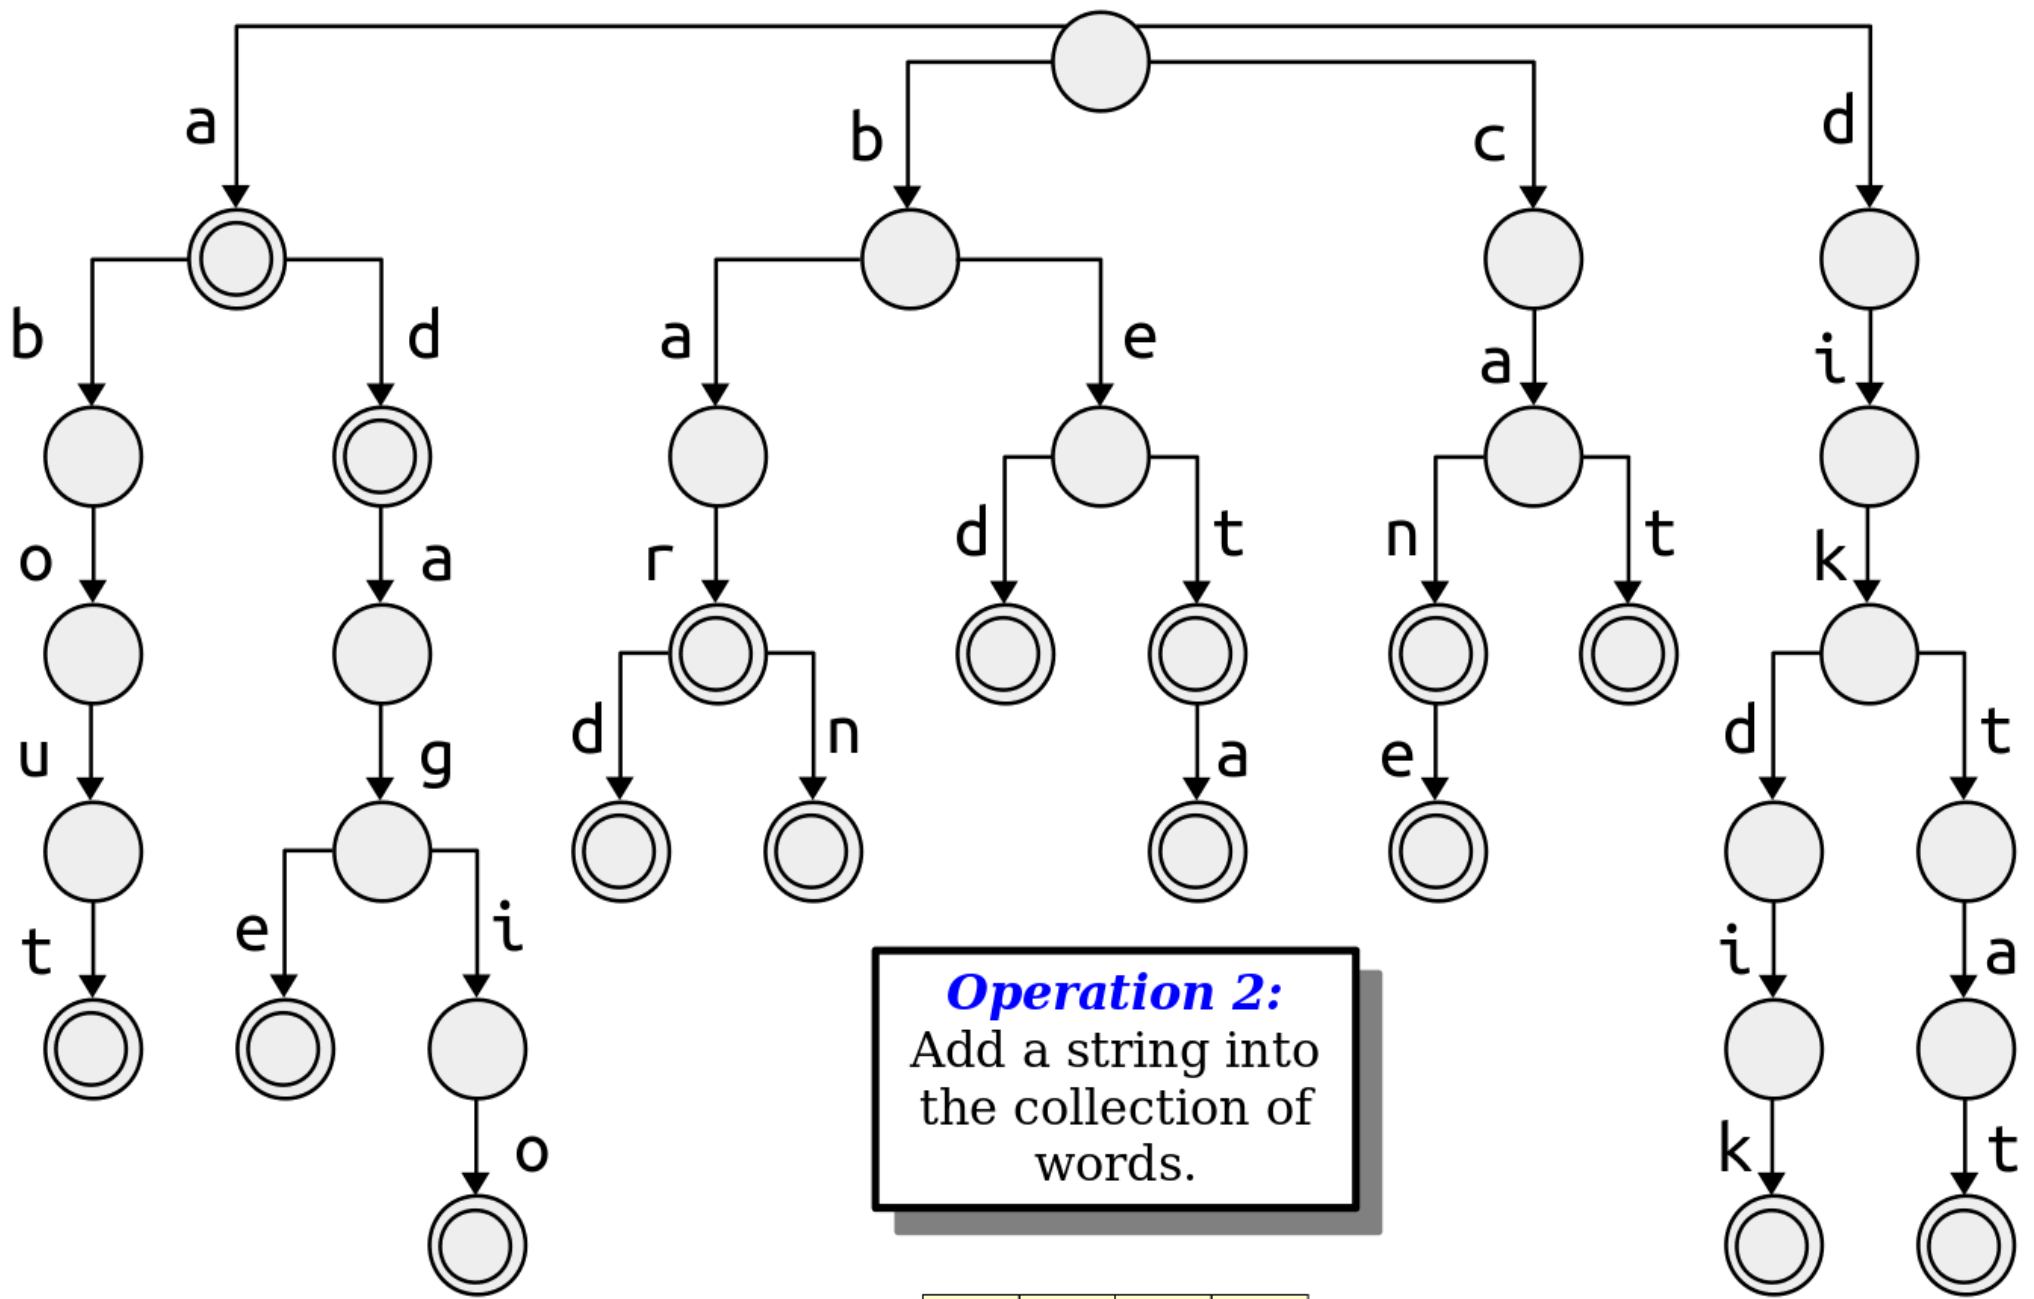 a
b
c
d
b
d
a
e
a
i
o
a
r
d
t
n
t
k
u
g
d
n
a
e
d
t
t
e
i
i
a
o
k
t
Operation 2:
Add a string into
the collection of
words.